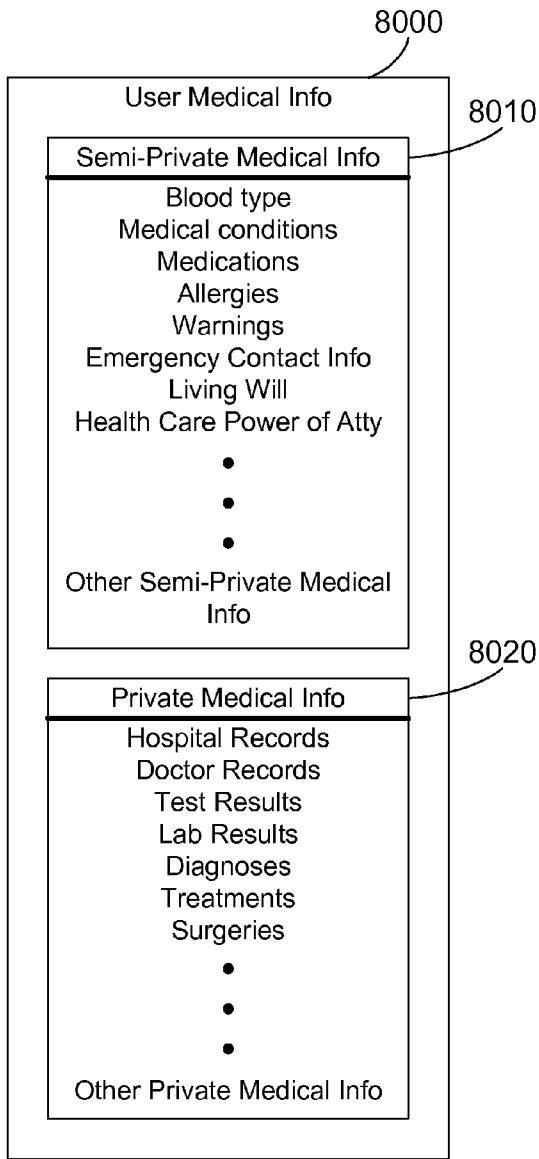 8000
User Medical Info
8010
Semi-Private Medical Info
Blood type
Medical conditions
Medications
Allergies
Warnings
Emergency Contact Info
Living Will
Health Care Power of Atty
•
•
•
Other Semi-Private Medical
Info
8020
Private Medical Info
Hospital Records
Doctor Records
Test Results
Lab Results
Diagnoses
Treatments
Surgeries
•
•
•
Other Private Medical Info